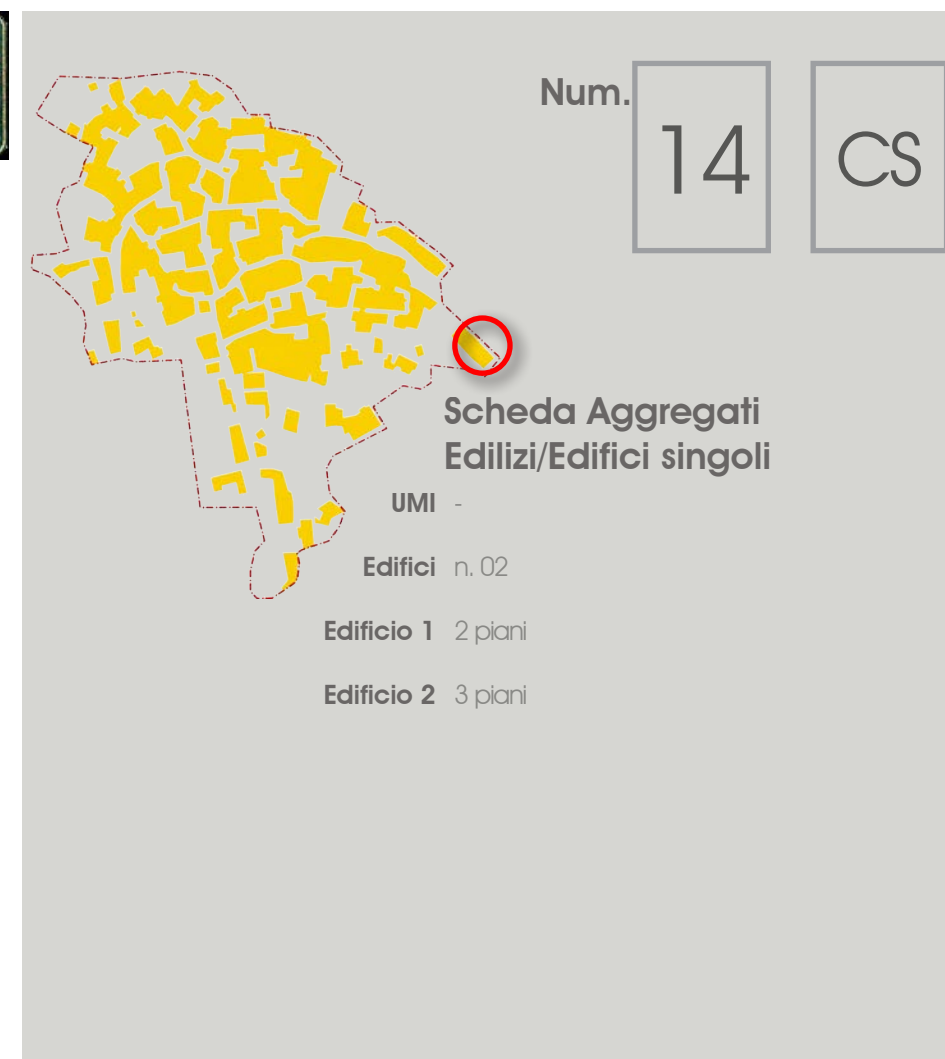 Num.
14
CS
Scheda Aggregati
Edilizi/Edifici singoli
UMI -
Edifici n. 02
Edificio 1 2 piani
Edificio 2 3 piani